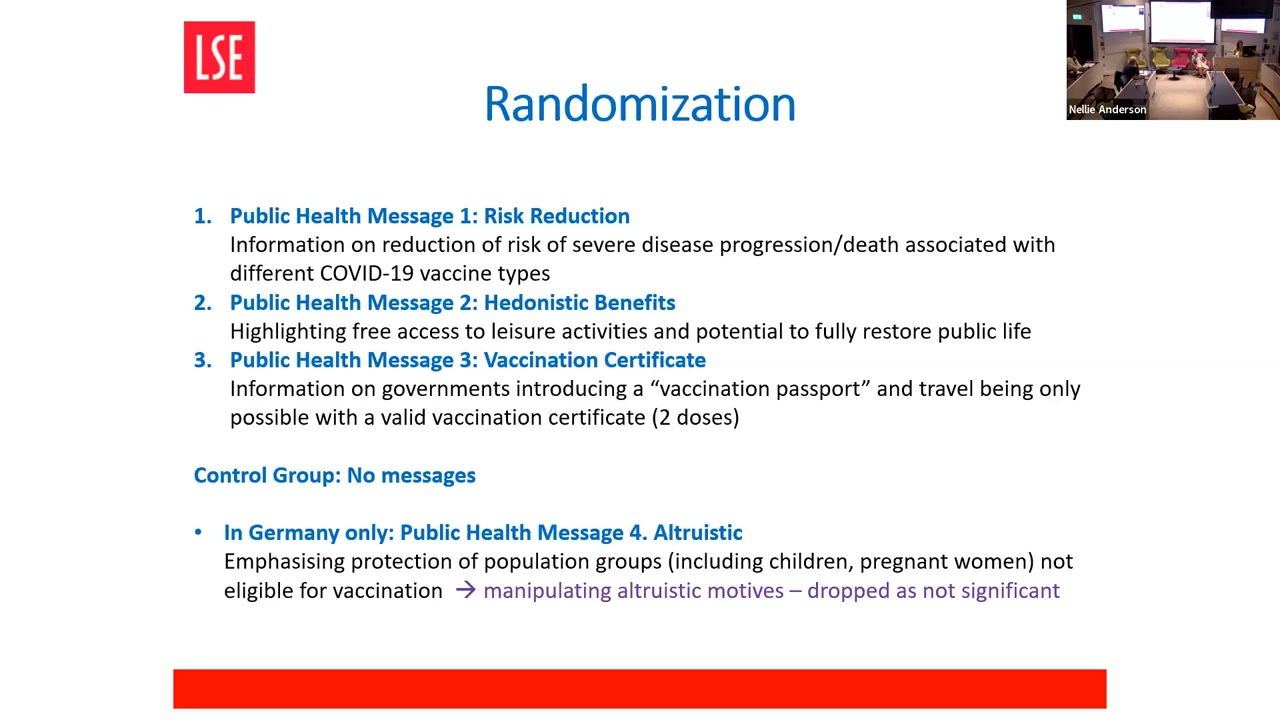 LSE
Nellie Anderson
Randomization
1. Public Health Message 1: Risk Reduction
Information on reduction of risk of severe disease progression/death associated with
different COVID-19 vaccine types
2. Public Health Message 2: Hedonistic Benefits
Highlighting free access to leisure activities and potential to fully restore public life
3. Public Health Message 3: Vaccination Certificate
Information on governments introducing a “vaccination passport” and travel being only
possible with a valid vaccination certificate (2 doses)
Control Group: No messages
• In Germany only: Public Health Message 4. Altruistic
Emphasising protection of population groups (including children, pregnant women) not
eligible for vaccination → manipulating altruistic motives – dropped as not significant